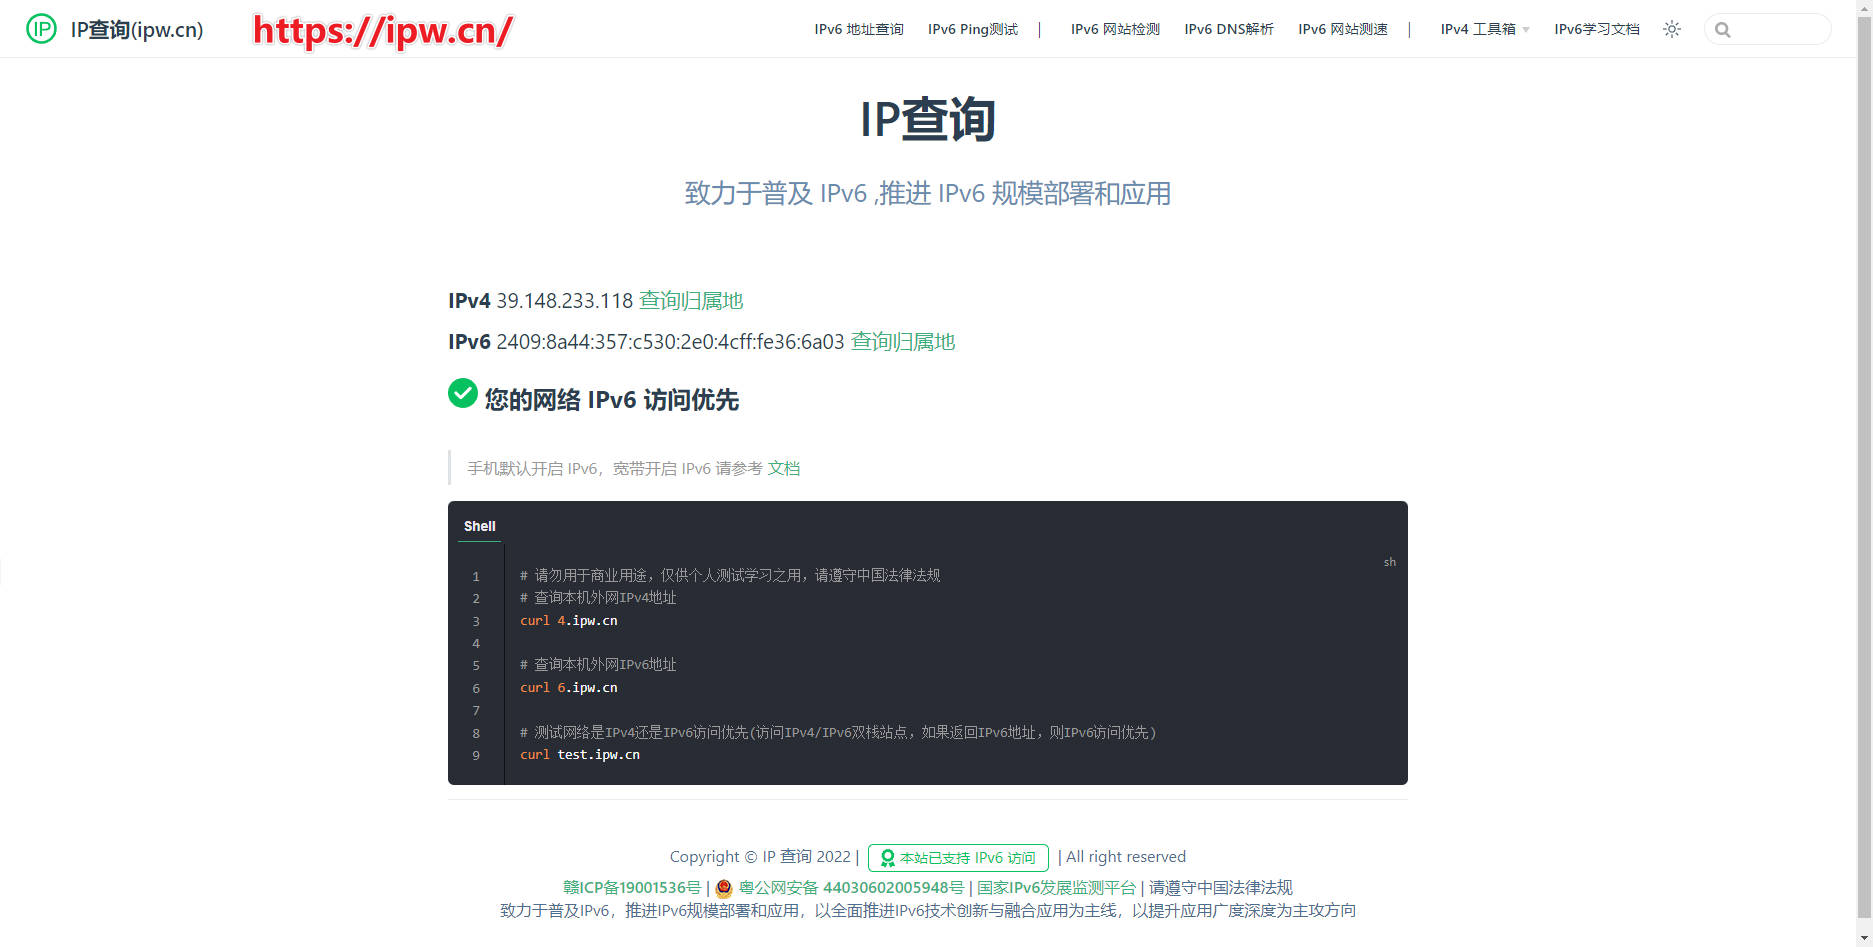 IP IP查询(ipw.cn) https://ipw.cn/ IPv6 地址查询 IPv6 Ping测试 | IPv6 网站检测 IPv6 DNS解析 IPv6 网站测速 | IPv4 工具箱 IPv6学习文档
IP查询
致力于普及 IPv6 ,推进 IPv6 规模部署和应用
IPv4 39.148.233.118 查询归属地
IPv6 2409:8a44:357:c530:2e0:4cff:fe36:6a03 查询归属地
您的网络 IPv6 访问优先
手机默认开启 IPv6，宽带开启 IPv6 请参考 文档
Shell
sh
1 # 请勿用于商业用途，仅供个人测试学习之用，请遵守中国法律法规
2 # 查询本机外网IPv4地址
3 curl 4.ipw.cn
4
5 # 查询本机外网IPv6地址
6 curl 6.ipw.cn
7
8 # 测试网络是IPv4还是IPv6访问优先(访问IPv4/IPv6双栈站点，如果返回IPv6地址，则IPv6访问优先)
9 curl test.ipw.cn
Copyright © IP 查询 2022 | 本站已支持 IPv6 访问 | All right reserved
赣ICP备19001536号 | 粤公网安备 44030602005948号 | 国家IPv6发展监测平台 | 请遵守中国法律法规
致力于普及IPv6，推进IPv6规模部署和应用，以全面推进IPv6技术创新与融合应用为主线，以提升应用广度深度为主攻方向